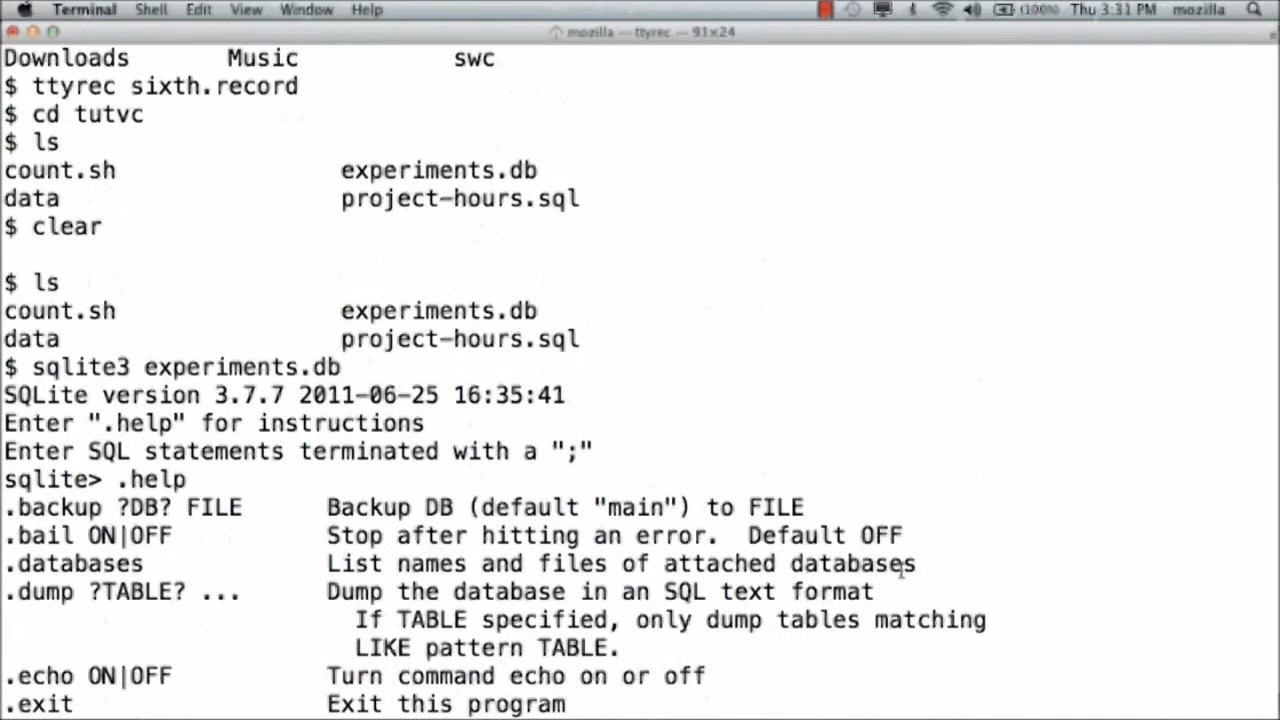 Terminal Shell Edit View Window Help (100%) Thu 3:31 PM mozilla
mozilla — ttyrec — 91×24
Downloads Music swc
$ ttyrec sixth.record
$ cd tutvc
$ ls
count.sh experiments.db
data project-hours.sql
$ clear
$ ls
count.sh experiments.db
data project-hours.sql
$ sqlite3 experiments.db
SQLite version 3.7.7 2011-06-25 16:35:41
Enter ".help" for instructions
Enter SQL statements terminated with a ";"
sqlite> .help
.backup ?DB? FILE Backup DB (default "main") to FILE
.bail ON|OFF Stop after hitting an error. Default OFF
.databases List names and files of attached databases
.dump ?TABLE? ... Dump the database in an SQL text format
If TABLE specified, only dump tables matching
LIKE pattern TABLE.
.echo ON|OFF Turn command echo on or off
.exit Exit this program